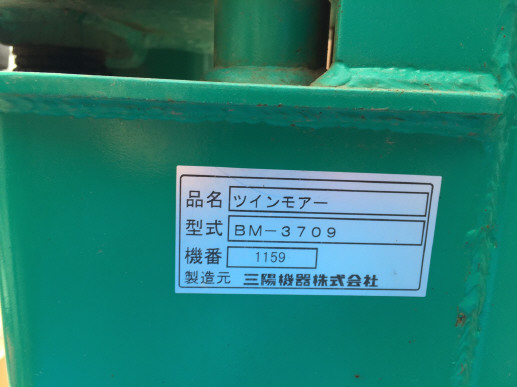 品名 ツインモアー
型式 BM-3709
機番 1159
製造元 三陽機器株式会社